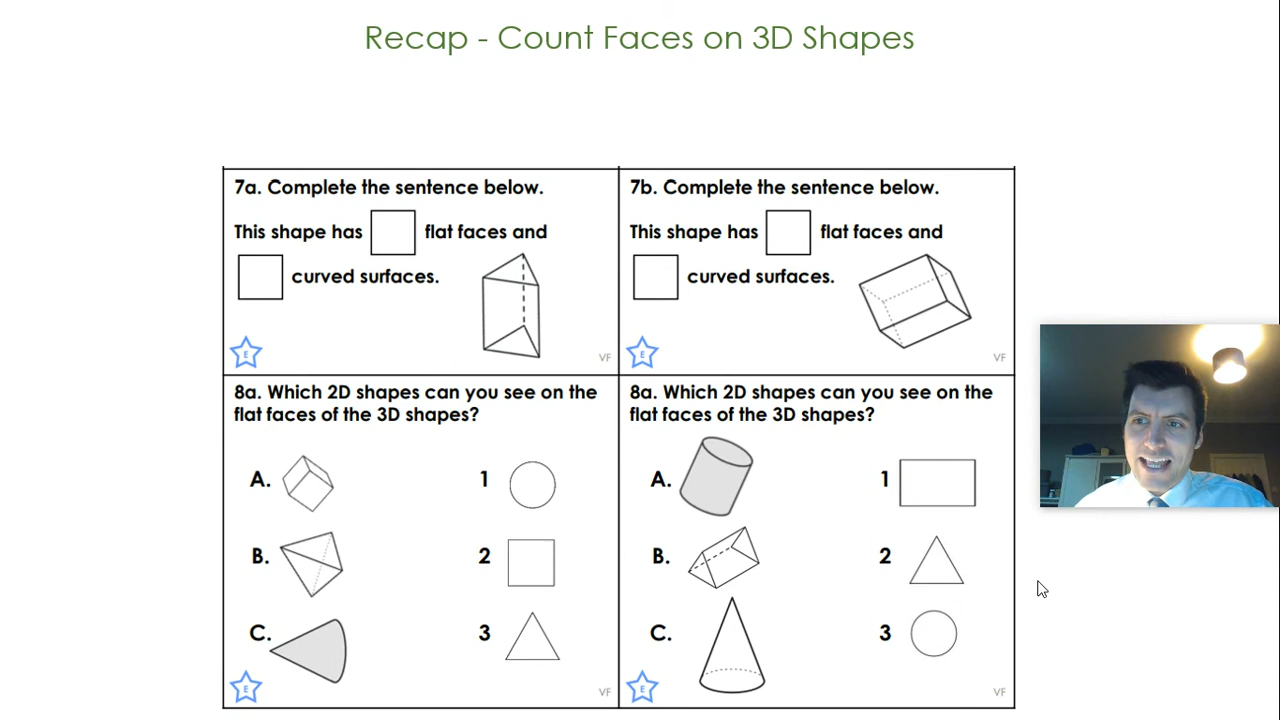 Recap - Count Faces on 3D Shapes
7a. Complete the sentence below.
This shape has flat faces and
curved surfaces.
E
VF
7b. Complete the sentence below.
This shape has flat faces and
curved surfaces.
E
VF
8a. Which 2D shapes can you see on the
flat faces of the 3D shapes?
A. 1
B. 2
C. 3
E
VF
8a. Which 2D shapes can you see on the
flat faces of the 3D shapes?
A. 1
B. 2
C. 3
E
VF